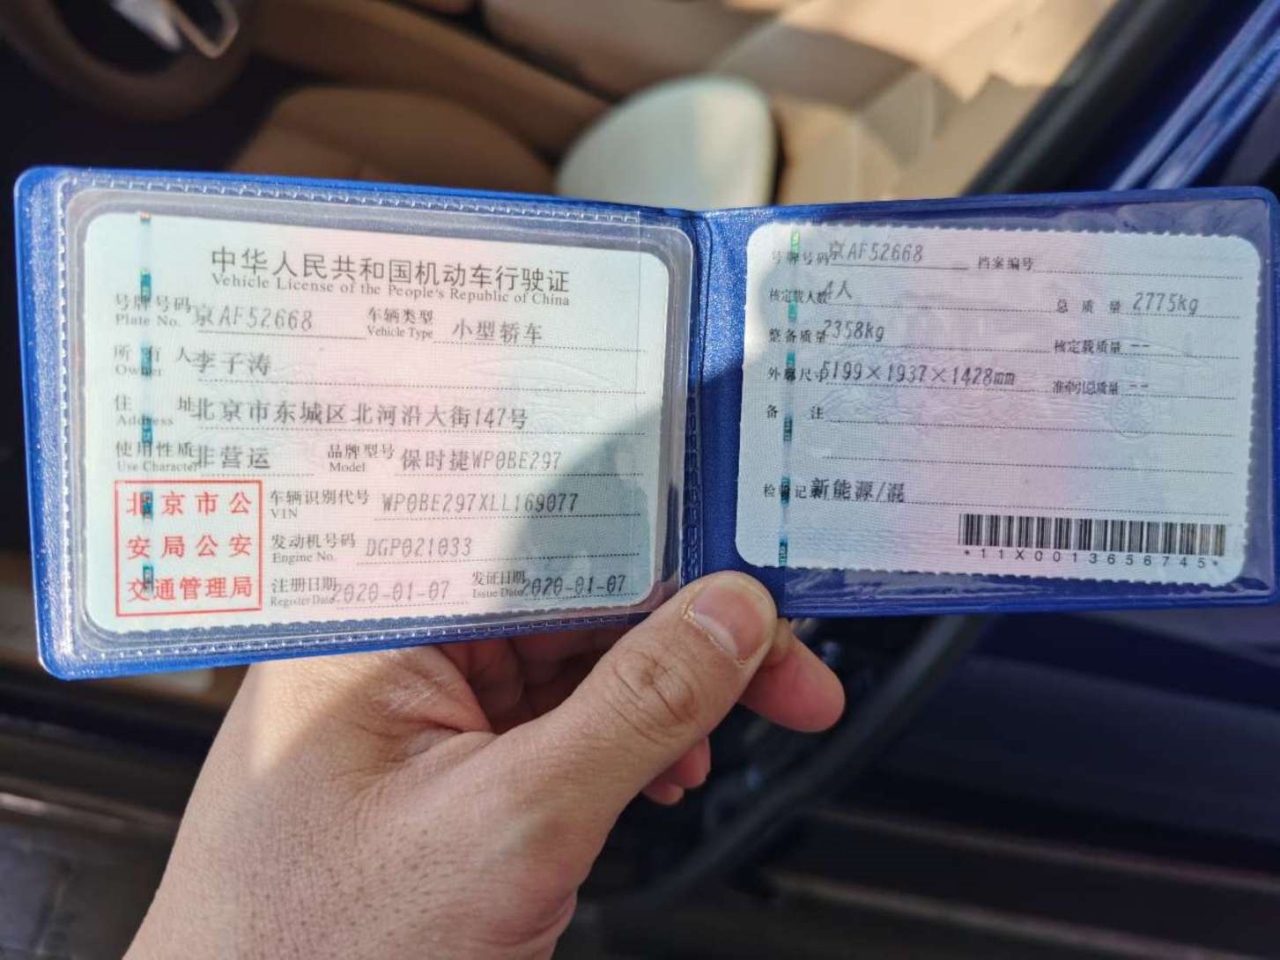 中华人民共和国机动车行驶证
Vehicle License of the People's Republic of China
号牌号码 京AF52668 车辆类型 小型轿车
Plate No. Vehicle Type
所有人 李子涛
Owner
住址 北京市东城区北河沿大街147号
Address
使用性质 非营运 品牌型号 保时捷WP0BE297
Use Character Model
北京市公
安局公安
交通管理局
车辆识别代号 WP0BE297XLL169077
VIN
发动机号码 DGP021033
Engine No.
注册日期 2020-01-07 发证日期 2020-01-07
Register Date Issue Date
号牌号码 京AF52668 档案编号
核定载人数 4人 总质量 2775kg
整备质量 2358kg 核定载质量 --
外廓尺寸 5199×1937×1428mm 准牵引总质量 --
备注
检验记录 新能源/混
*11X0013656745*